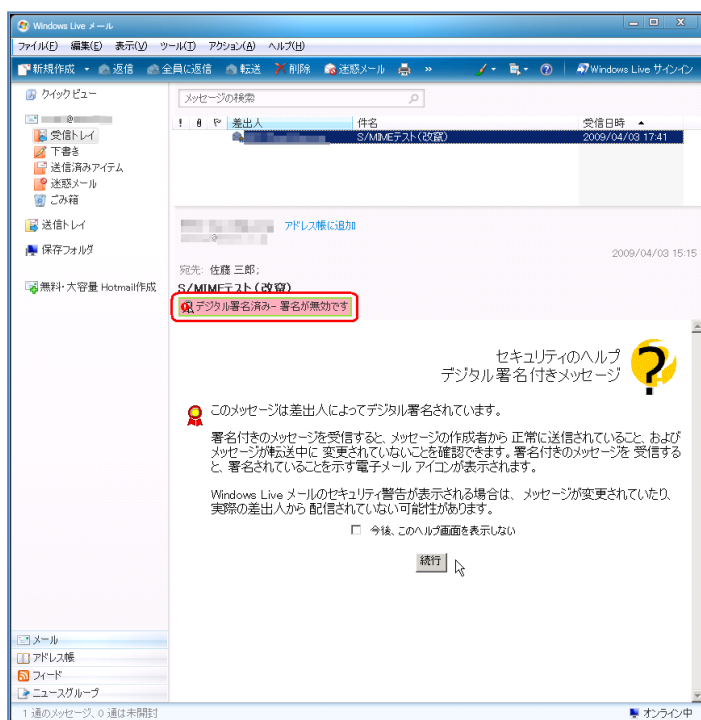 Windows Live メール
ファイル(F) 編集(E) 表示(V) ツール(T) アクション(A) ヘルプ(H)
新規作成 返信 全員に返信 転送 削除 迷惑メール » Windows Live サインイン
クイック ビュー
メッセージの検索
@
受信トレイ
下書き
送信済みアイテム
迷惑メール
ごみ箱
送信トレイ
保存フォルダ
無料・大容量 Hotmail作成
! 差出人 件名 受信日時
S/MIMEテスト(改竄) 2009/04/03 17:41
アドレス帳に追加
@
2009/04/03 15:15
宛先: 佐藤 三郎;
S/MIMEテスト(改竄)
デジタル署名済み- 署名が無効です
セキュリティのヘルプ
デジタル署名付きメッセージ
このメッセージは差出人によってデジタル署名されています。
署名付きのメッセージを受信すると、メッセージの作成者から 正常に送信されていること、および
メッセージが転送中に 変更されていないことを確認できます。署名付きのメッセージを 受信する
と、署名されていることを示す電子メール アイコンが表示されます。
Windows Live メールのセキュリティ警告が表示される場合は、メッセージが変更されていたり、
実際の差出人から 配信されていない可能性があります。
今後、このヘルプ画面を表示しない
続行
メール
アドレス帳
フィード
ニュースグループ
1 通のメッセージ、0 通は未開封
オンライン中